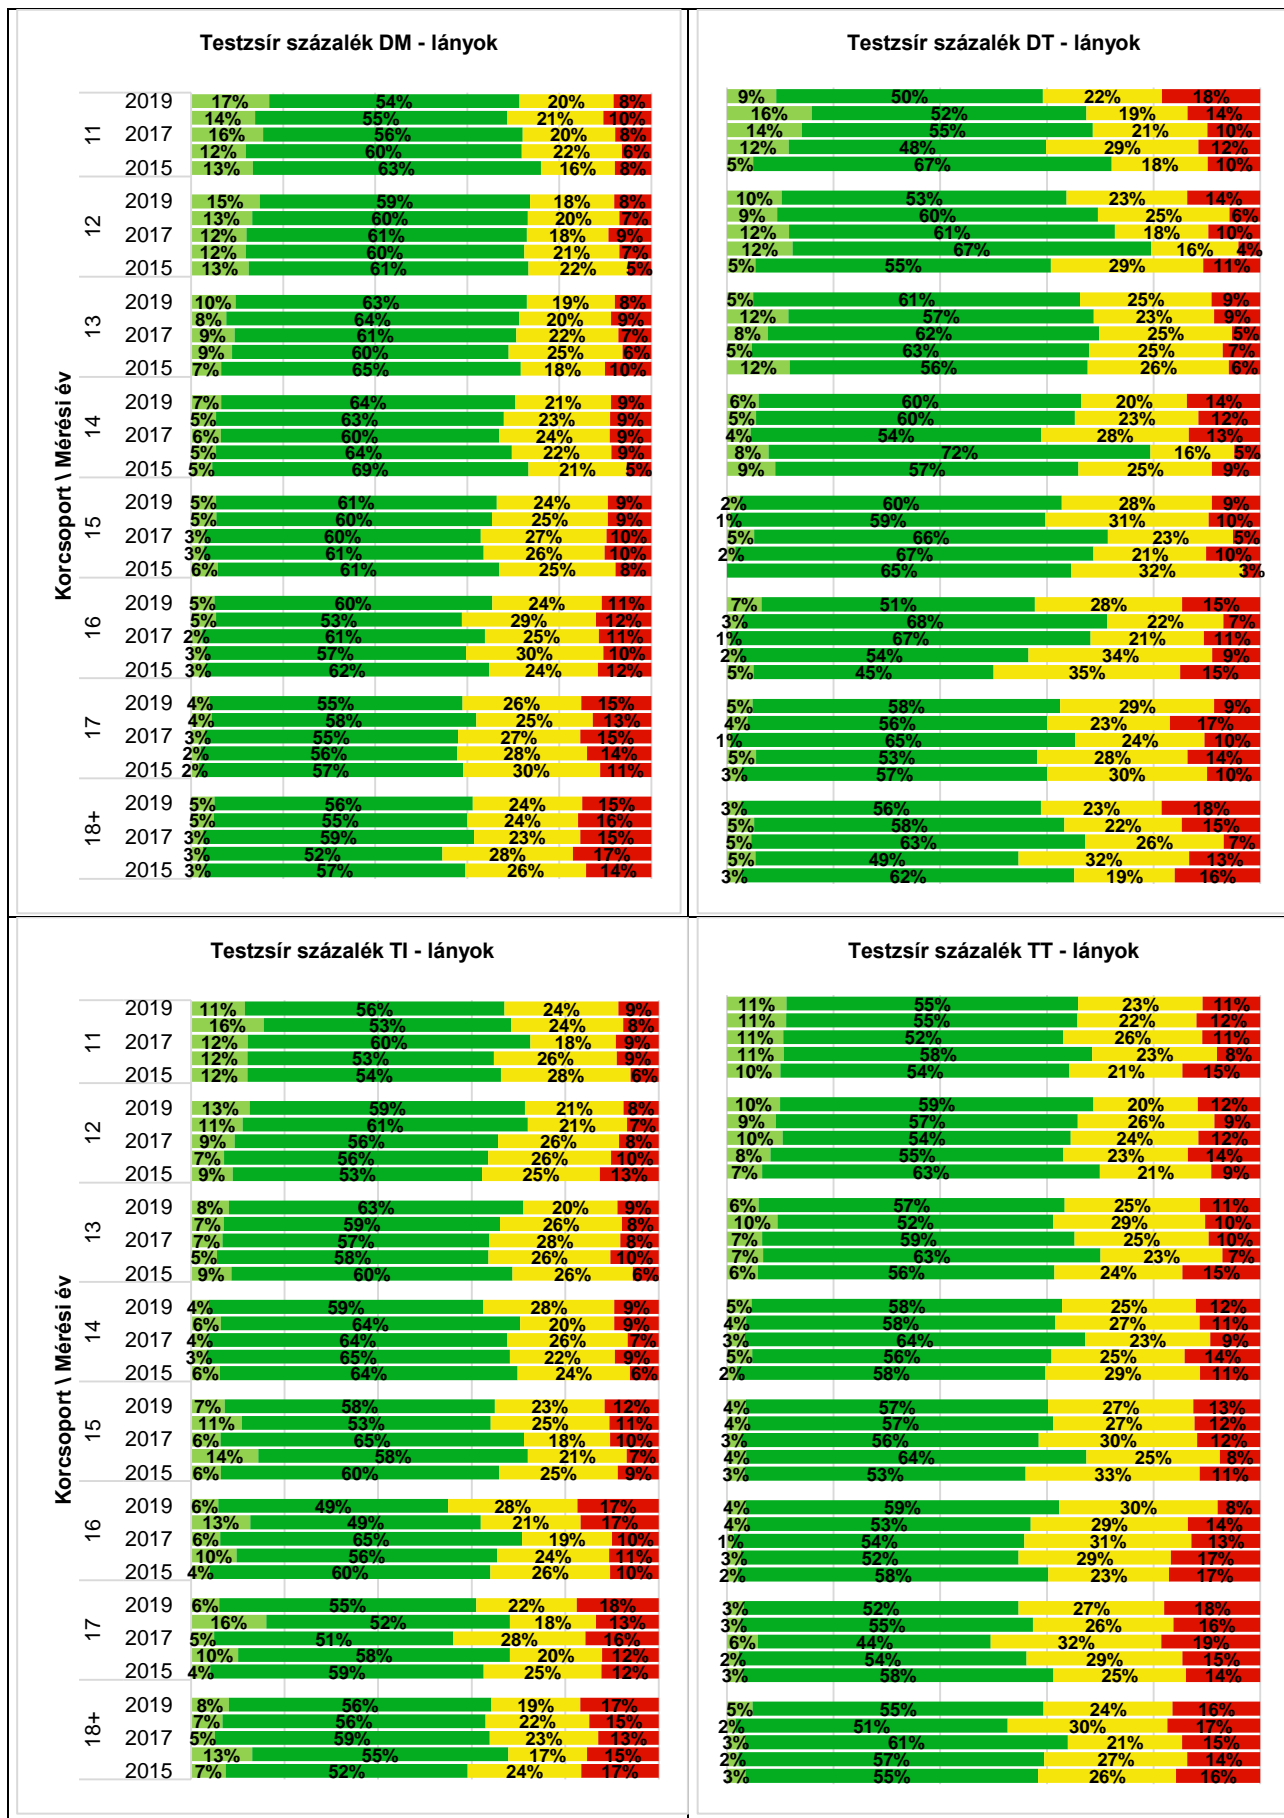 Testzsír százalék DM - lányok
Korcsoport \ Mérési év
11
2019 17% 54% 20% 8%
14% 55% 21% 10%
2017 16% 56% 20% 8%
12% 60% 22% 6%
2015 13% 63% 16% 8%
12
2019 15% 59% 18% 8%
13% 60% 20% 7%
2017 12% 61% 18% 9%
12% 60% 21% 7%
2015 13% 61% 22% 5%
13
2019 10% 63% 19% 8%
8% 64% 20% 9%
2017 9% 61% 22% 7%
9% 60% 25% 6%
2015 7% 65% 18% 10%
14
2019 7% 64% 21% 9%
5% 63% 23% 9%
2017 6% 60% 24% 9%
5% 64% 22% 9%
2015 5% 69% 21% 5%
15
2019 5% 61% 24% 9%
5% 60% 25% 9%
2017 3% 60% 27% 10%
3% 61% 26% 10%
2015 6% 61% 25% 8%
16
2019 5% 60% 24% 11%
5% 53% 29% 12%
2017 2% 61% 25% 11%
3% 57% 30% 10%
2015 3% 62% 24% 12%
17
2019 4% 55% 26% 15%
4% 58% 25% 13%
2017 3% 55% 27% 15%
2% 56% 28% 14%
2015 2% 57% 30% 11%
18+
2019 5% 56% 24% 15%
5% 55% 24% 16%
2017 3% 59% 23% 15%
3% 52% 28% 17%
2015 3% 57% 26% 14%
Testzsír százalék DT - lányok
9% 50% 22% 18%
16% 52% 19% 14%
14% 55% 21% 10%
12% 48% 29% 12%
5% 67% 18% 10%
10% 53% 23% 14%
9% 60% 25% 6%
12% 61% 18% 10%
12% 67% 16% 4%
5% 55% 29% 11%
5% 61% 25% 9%
12% 57% 23% 9%
8% 62% 25% 5%
5% 63% 25% 7%
12% 56% 26% 6%
6% 60% 20% 14%
5% 60% 23% 12%
4% 54% 28% 13%
8% 72% 16% 5%
9% 57% 25% 9%
2% 60% 28% 9%
1% 59% 31% 10%
5% 66% 23% 5%
2% 67% 21% 10%
65% 32% 3%
7% 51% 28% 15%
3% 68% 22% 7%
1% 67% 21% 11%
2% 54% 34% 9%
5% 45% 35% 15%
5% 58% 29% 9%
4% 56% 23% 17%
1% 65% 24% 10%
5% 53% 28% 14%
3% 57% 30% 10%
3% 56% 23% 18%
5% 58% 22% 15%
5% 63% 26% 7%
5% 49% 32% 13%
3% 62% 19% 16%
Testzsír százalék TI - lányok
Korcsoport \ Mérési év
11
2019 11% 56% 24% 9%
16% 53% 24% 8%
2017 12% 60% 18% 9%
12% 53% 26% 9%
2015 12% 54% 28% 6%
12
2019 13% 59% 21% 8%
11% 61% 21% 7%
2017 9% 56% 26% 8%
7% 56% 26% 10%
2015 9% 53% 25% 13%
13
2019 8% 63% 20% 9%
7% 59% 26% 8%
2017 7% 57% 28% 8%
5% 58% 26% 10%
2015 9% 60% 26% 6%
14
2019 4% 59% 28% 9%
6% 64% 20% 9%
2017 4% 64% 26% 7%
3% 65% 22% 9%
2015 6% 64% 24% 6%
15
2019 7% 58% 23% 12%
11% 53% 25% 11%
2017 6% 65% 18% 10%
14% 58% 21% 7%
2015 6% 60% 25% 9%
16
2019 6% 49% 28% 17%
13% 49% 21% 17%
2017 6% 65% 19% 10%
10% 56% 24% 11%
2015 4% 60% 26% 10%
17
2019 6% 55% 22% 18%
16% 52% 18% 13%
2017 5% 51% 28% 16%
10% 58% 20% 12%
2015 4% 59% 25% 12%
18+
2019 8% 56% 19% 17%
7% 56% 22% 15%
2017 5% 59% 23% 13%
13% 55% 17% 15%
2015 7% 52% 24% 17%
Testzsír százalék TT - lányok
11% 55% 23% 11%
11% 55% 22% 12%
11% 52% 26% 11%
11% 58% 23% 8%
10% 54% 21% 15%
10% 59% 20% 12%
9% 57% 26% 9%
10% 54% 24% 12%
8% 55% 23% 14%
7% 63% 21% 9%
6% 57% 25% 11%
10% 52% 29% 10%
7% 59% 25% 10%
7% 63% 23% 7%
6% 56% 24% 15%
5% 58% 25% 12%
4% 58% 27% 11%
3% 64% 23% 9%
5% 56% 25% 14%
2% 58% 29% 11%
4% 57% 27% 13%
4% 57% 27% 12%
3% 56% 30% 12%
4% 64% 25% 8%
3% 53% 33% 11%
4% 59% 30% 8%
4% 53% 29% 14%
1% 54% 31% 13%
3% 52% 29% 17%
2% 58% 23% 17%
3% 52% 27% 18%
3% 55% 26% 16%
6% 44% 32% 19%
2% 54% 29% 15%
3% 58% 25% 14%
5% 55% 24% 16%
2% 51% 30% 17%
3% 61% 21% 15%
2% 57% 27% 14%
3% 55% 26% 16%